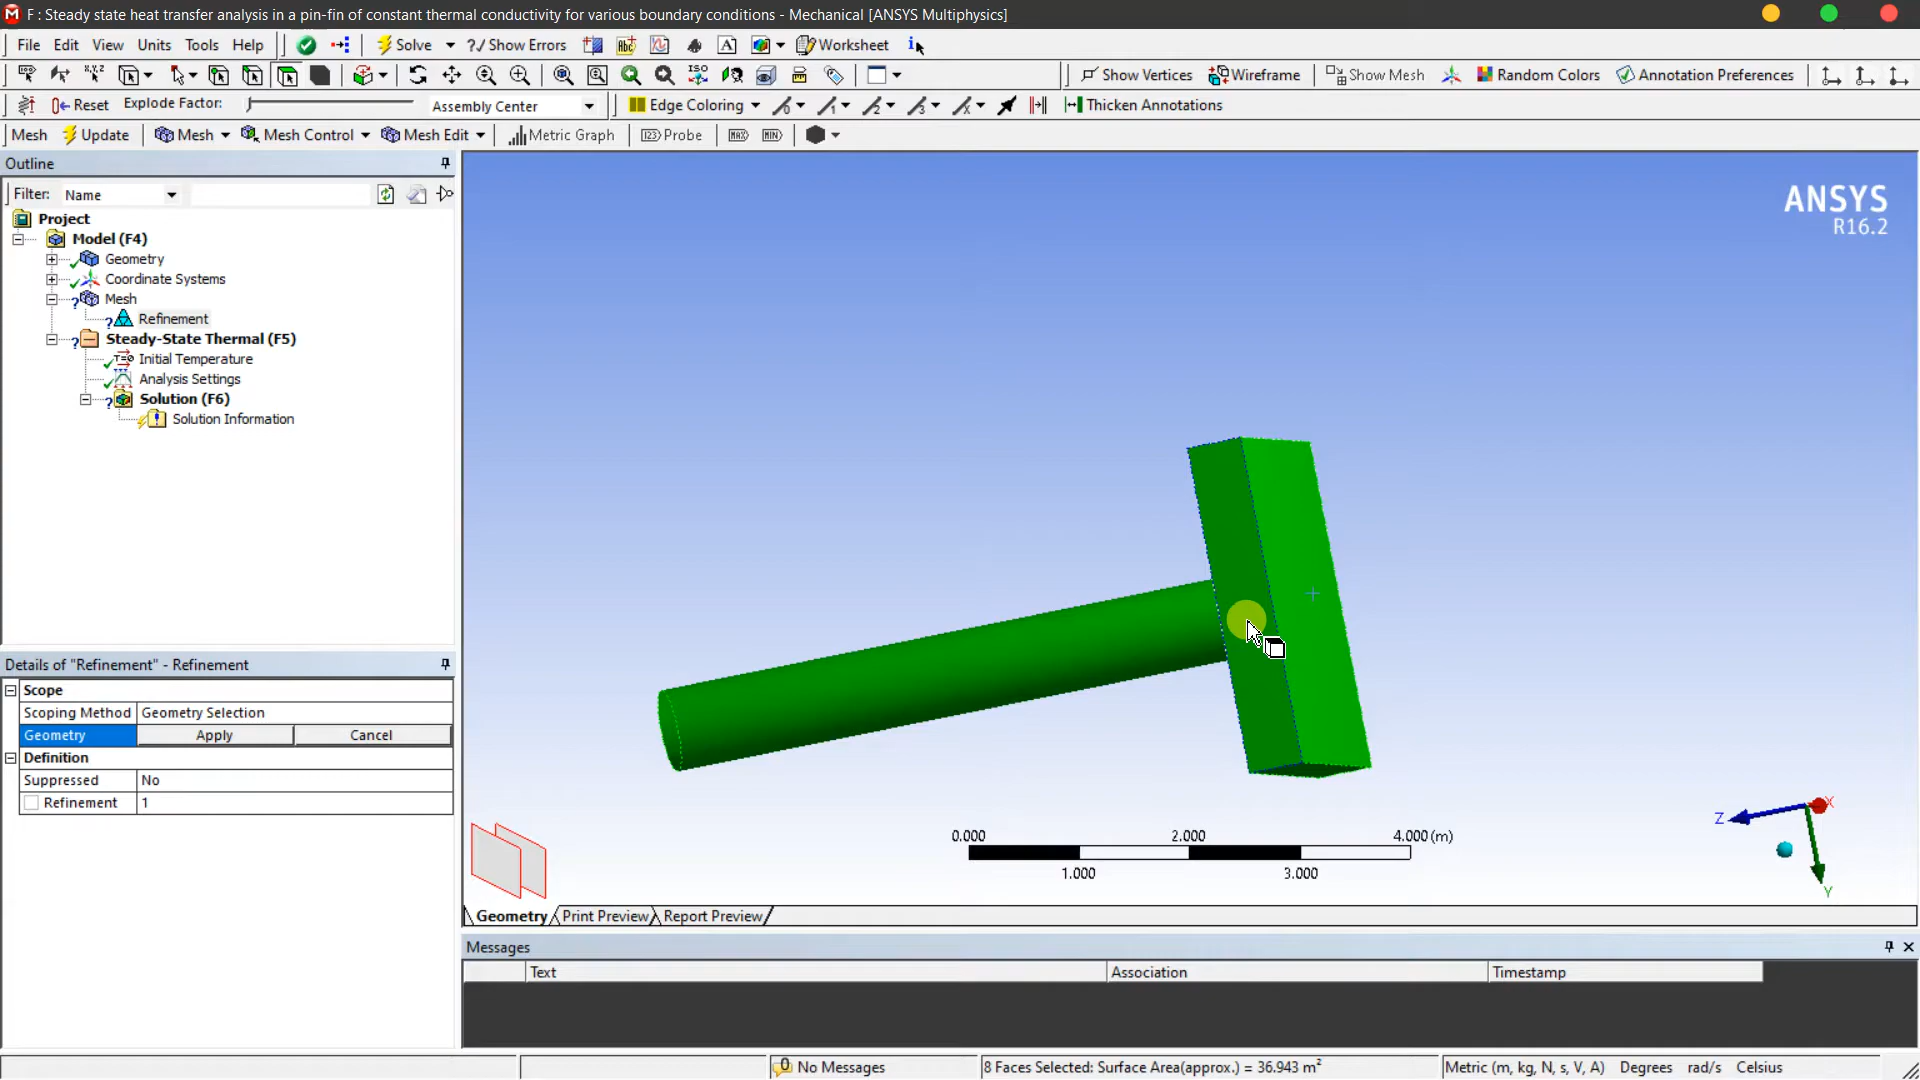 F : Steady state heat transfer analysis in a pin-fin of constant thermal conductivity for various boundary conditions - Mechanical [ANSYS Multiphysics]
File Edit View Units Tools Help Solve ?/ Show Errors Worksheet
Show Vertices Wireframe Show Mesh Random Colors Annotation Preferences
Reset Explode Factor: Assembly Center Edge Coloring Thicken Annotations
Mesh Update Mesh Mesh Control Mesh Edit Metric Graph Probe MAX MIN
Outline
Filter: Name
Project
Model (F4)
Geometry
Coordinate Systems
Mesh
Refinement
Steady-State Thermal (F5)
Initial Temperature
Analysis Settings
Solution (F6)
Solution Information
Details of "Refinement" - Refinement
Scope
Scoping Method Geometry Selection
Geometry Apply Cancel
Definition
Suppressed No
Refinement 1
ANSYS
R16.2
0.000 2.000 4.000 (m)
1.000 3.000
X
Z
Y
Geometry Print Preview Report Preview
Messages
Text Association Timestamp
0 No Messages 8 Faces Selected: Surface Area(approx.) = 36.943 m² Metric (m, kg, N, s, V, A) Degrees rad/s Celsius